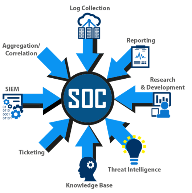 Log Collection
Aggregation/
Correlation
Reporting
SIEM
SOC
Research
& Development
Ticketing
Threat Intelligence
Knowledge Base